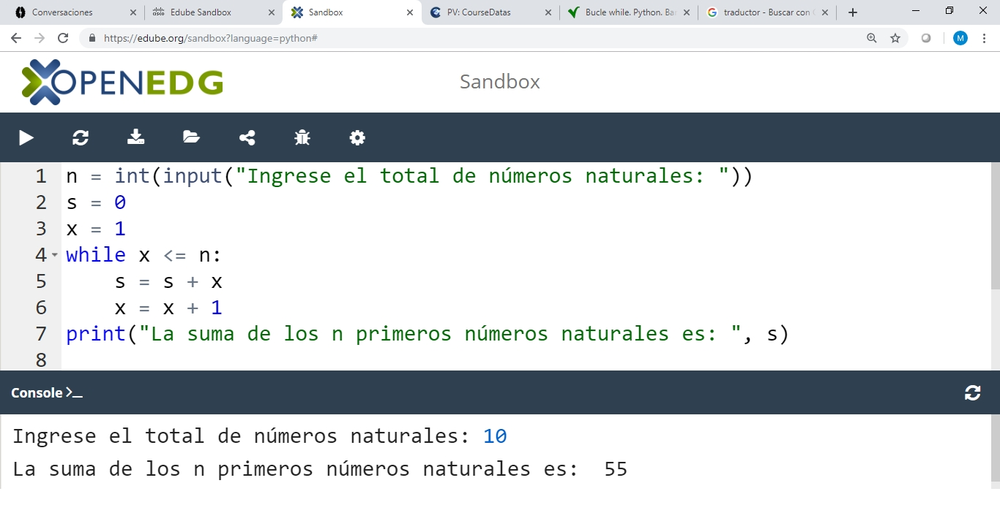 Conversaciones
Edube Sandbox
Sandbox
PV: CourseDatas
Bucle while. Python. Ba
traductor - Buscar con
https://edube.org/sandbox?language=python#
M
OPENEDG
Sandbox
1 n = int(input("Ingrese el total de números naturales: "))
2 s = 0
3 x = 1
4 while x <= n:
5 s = s + x
6 x = x + 1
7 print("La suma de los n primeros números naturales es: ", s)
8
Console >_
Ingrese el total de números naturales: 10
La suma de los n primeros números naturales es:  55